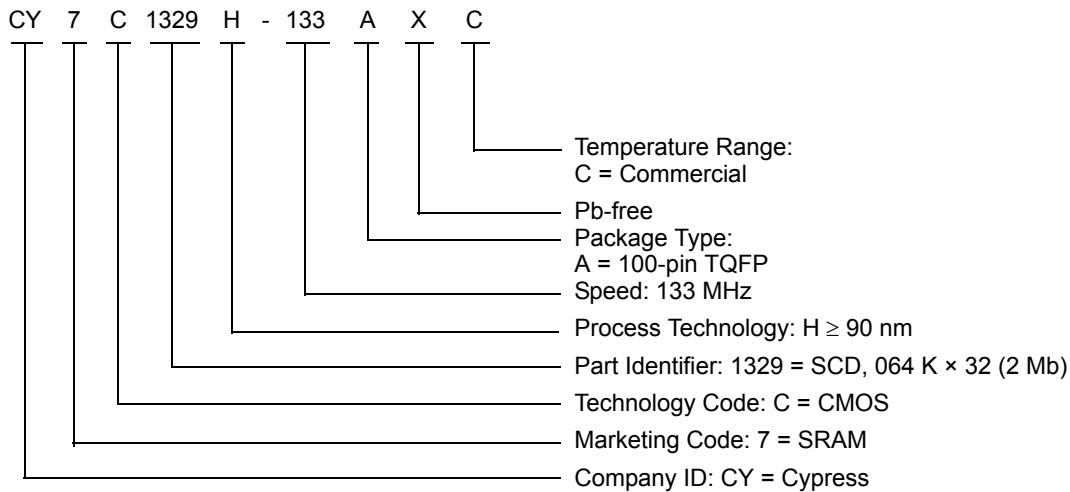 CY 7 C 1329 H - 133 A X C
Temperature Range:
C = Commercial
Pb-free
Package Type:
A = 100-pin TQFP
Speed: 133 MHz
Process Technology: H ≥ 90 nm
Part Identifier: 1329 = SCD, 064 K × 32 (2 Mb)
Technology Code: C = CMOS
Marketing Code: 7 = SRAM
Company ID: CY = Cypress